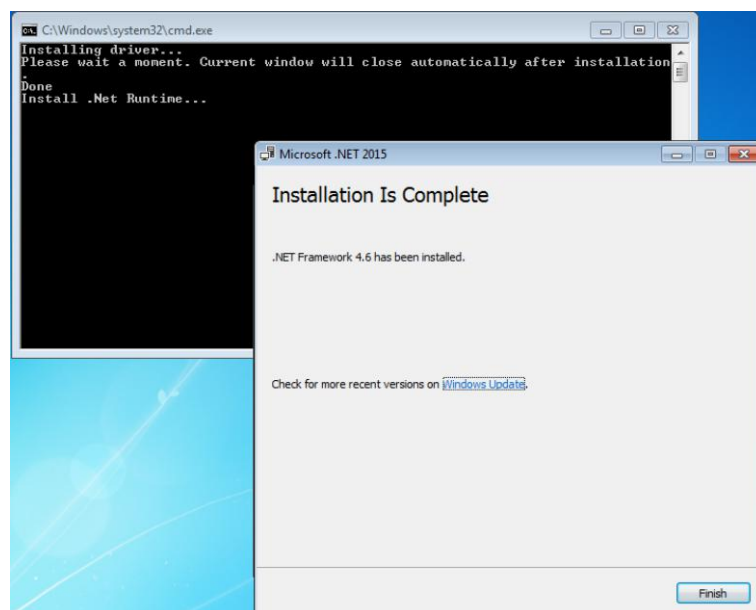 C:\Windows\system32\cmd.exe
Installing driver...
Please wait a moment. Current window will close automatically after installation
.
Done
Install .Net Runtime...
Microsoft .NET 2015
Installation Is Complete
.NET Framework 4.6 has been installed.
Check for more recent versions on Windows Update.
Finish